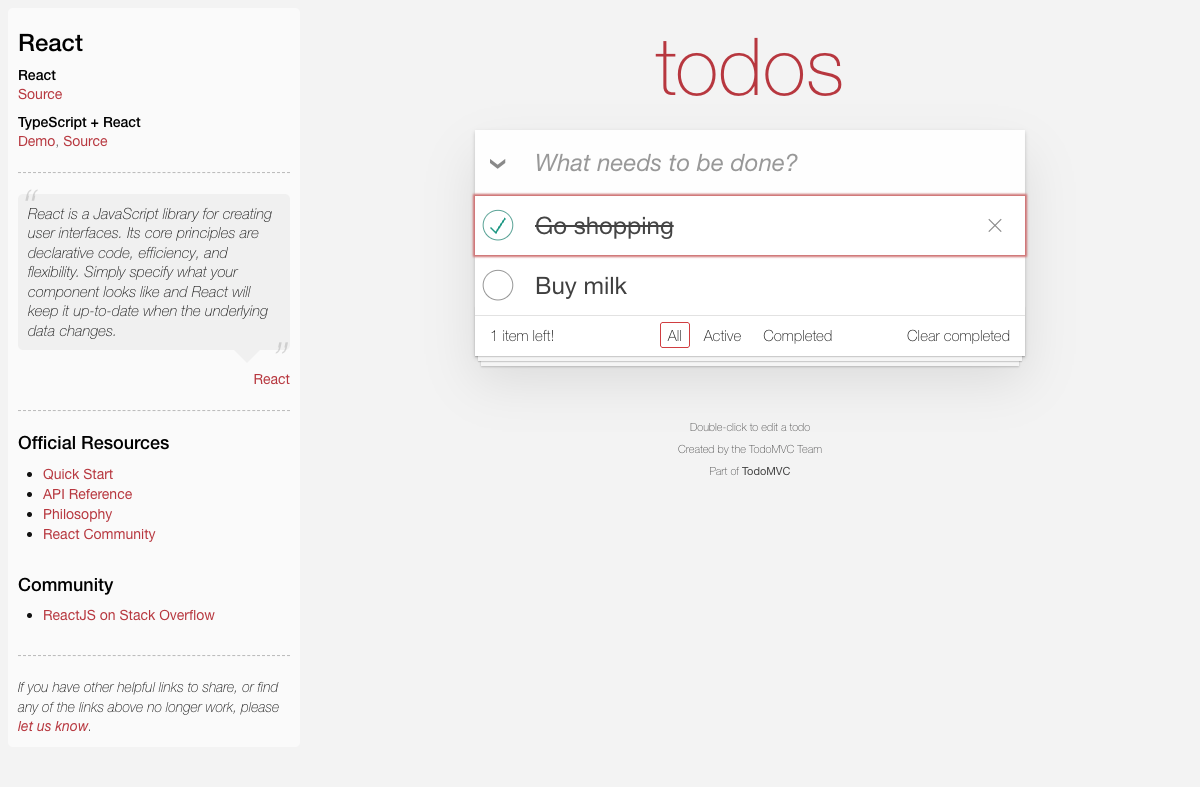 React
React
Source
TypeScript + React
Demo, Source
“
React is a JavaScript library for creating
user interfaces. Its core principles are
declarative code, efficiency, and
flexibility. Simply specify what your
component looks like and React will
keep it up-to-date when the underlying
data changes.
”
React
Official Resources
• Quick Start
• API Reference
• Philosophy
• React Community
Community
• ReactJS on Stack Overflow
If you have other helpful links to share, or find
any of the links above no longer work, please
let us know.
todos
What needs to be done?
Go shopping
Buy milk
1 item left!
All Active Completed
Clear completed
Double-click to edit a todo
Created by the TodoMVC Team
Part of TodoMVC